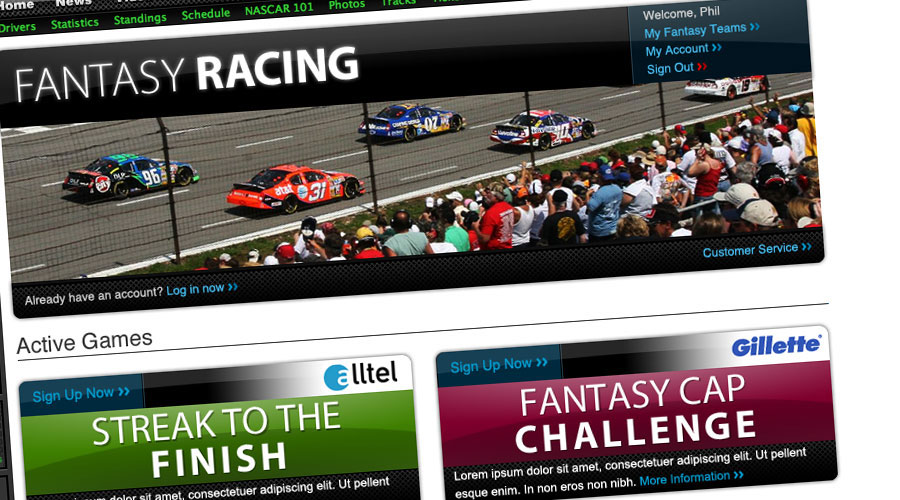 Home News
Drivers Statistics Standings Schedule NASCAR 101 Photos Tracks
Welcome, Phil
My Fantasy Teams
My Account
Sign Out
FANTASY RACING
96
31
at&t
07
Valvoline
Already have an account? Log in now
Customer Service
Active Games
Sign Up Now
alltel
STREAK TO THE
FINISH
Lorem ipsum dolor sit amet, consectetuer adipiscing elit. Ut pellent
Sign Up Now
Gillette
FANTASY CAP
CHALLENGE
Lorem ipsum dolor sit amet, consectetuer adipiscing elit. Ut pellent
esque enim. In non eros non nibh. More Information